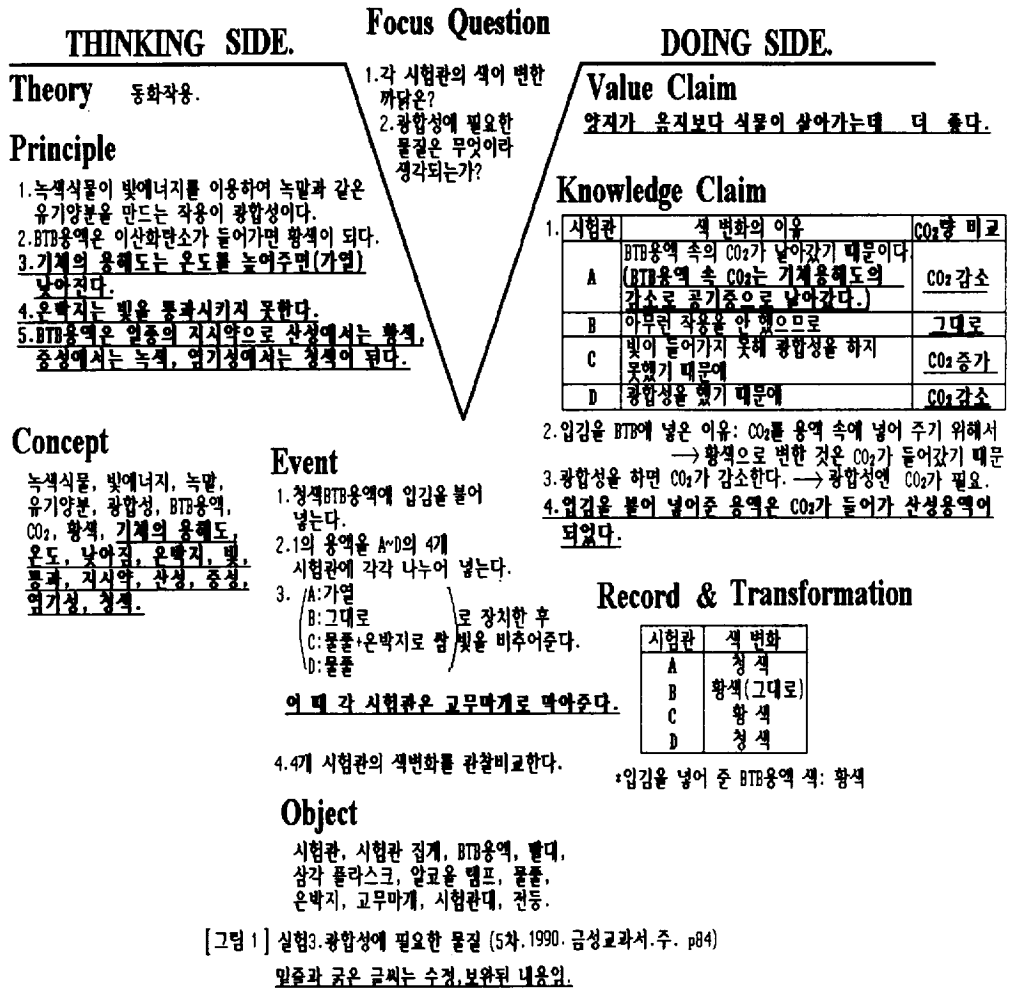 THINKING SIDE.
Theory 동화작용.
Principle
1.녹색식물이 빛에너지를 이용하여 녹말과 같은
유기양분을 만드는 작용이 광합성이다.
2.BTB용액은 이산화탄소가 들어가면 황색이 되다.
3.기체의 용해도는 온도를 높여주면(가열)
낮아진다.
4.은박지는 빛을 통과시키지 못한다.
5.BTB용액은 일종의 지시약으로 산성에서는 황색,
중성에서는 녹색, 염기성에서는 청색이 된다.
Concept
녹색식물, 빛에너지, 녹말,
유기양분, 광합성, BTB용액,
CO₂, 황색, 기체의 용해도,
온도, 낮아짐, 은박지, 빛,
통과, 지시약, 산성, 중성,
염기성, 청색.
Focus Question
1.각 시험관의 색이 변한
까닭은?
2.광합성에 필요한
물질은 무엇이라
생각되는가?
Event
1.청색BTB용액에 입김을 불어
넣는다.
2.1의 용액을 A~D의 4개
시험관에 각각 나누어 넣는다.
3. A:가열
B:그대로 로 장치한 후
C:물풀+은박지로 쌈 빛을 비추어준다.
D:물풀
이 때 각 시험관은 고무마개로 막아준다.
4.4개 시험관의 색변화를 관찰비교한다.
Object
시험관, 시험관 집게, BTB용액, 빨대,
삼각 플라스크, 알코올 램프, 물풀,
은박지, 고무마개, 시험관대, 전등.
DOING SIDE.
Value Claim
양지가 음지보다 식물이 살아가는데 더 좋다.
Knowledge Claim
1. 시험관 색 변화의 이유 CO₂량 비교
A BTB용액 속의 CO₂가 날아갔기 때문이다.
(BTB용액 속 CO₂는 기체용해도의 CO₂감소
감소로 공기중으로 날아갔다.)
B 아무런 작용을 안 했으므로 그대로
C 빛이 들어가지 못해 광합성을 하지 CO₂증가
못했기 때문에
D 광합성을 했기 때문에 CO₂감소
2.입김을 BTB에 넣은 이유: CO₂를 용액 속에 넣어 주기 위해서
→황색으로 변한 것은 CO₂가 들어갔기 때문
3.광합성을 하면 CO₂가 감소한다. →광합성엔 CO₂가 필요.
4.입김을 불어 넣어준 용액은 CO₂가 들어가 산성용액이
되었다.
Record & Transformation
시험관 색 변화
A 청 색
B 황색(그대로)
C 황 색
D 청 색
*입김을 넣어 준 BTB용액 색: 황색
[그림 1] 실험3.광합성에 필요한 물질 (5차.1990. 금성교과서.주. p84)
밑줄과 굵은 글씨는 수정,보완된 내용임.